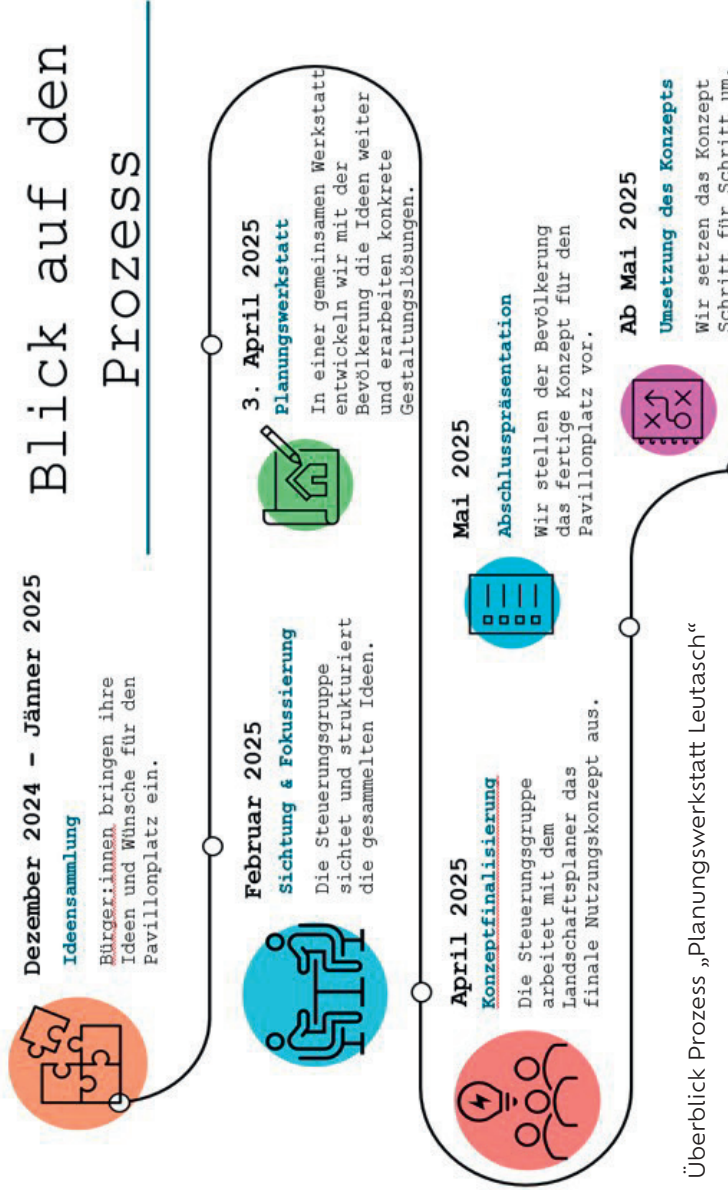 Blick auf den
Prozess
Dezember 2024 – Jänner 2025
Ideensammlung
Bürger:innen bringen ihre
Ideen und Wünsche für den
Pavillonplatz ein.
Februar 2025
Sichtung & Fokussierung
Die Steuerungsgruppe
sichtet und strukturiert
die gesammelten Ideen.
3. April 2025
Planungswerkstatt
In einer gemeinsamen Werkstatt
entwickeln wir mit der
Bevölkerung die Ideen weiter
und erarbeiten konkrete
Gestaltungslösungen.
April 2025
Konzeptfinalisierung
Die Steuerungsgruppe
arbeitet mit dem
Landschaftsplaner das
finale Nutzungskonzept aus.
Mai 2025
Abschlusspräsentation
Wir stellen der Bevölkerung
das fertige Konzept für den
Pavillonplatz vor.
Ab Mai 2025
Umsetzung des Konzepts
Wir setzen das Konzept
Schritt für Schritt um.
Überblick Prozess „Planungswerkstatt Leutasch“